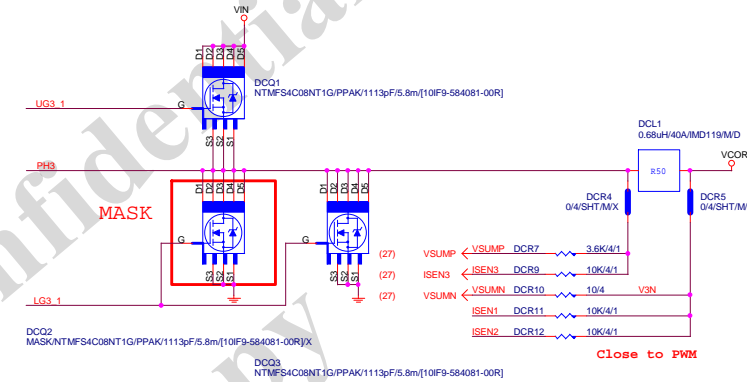 VIN
D1 D2 D3 D4 D5
DCQ1
NTMFS4C08NT1G/PPAK/1113pF/5.8m/[10IF9-584081-00R]
UG3_1
G
S3 S2 S1
DCL1
0.68uH/40A/IMD119/M/D
VCOR
PH3
R50
D1 D2 D3 D4 D5
D1 D2 D3 D4 D5
MASK
DCR4
0/4/SHT/M/X
DCR5
0/4/SHT/M/
G
G
S3 S2 S1
S3 S2 S1
(27) VSUMP VSUMP DCR7 3.6K/4/1
(27) ISEN3 ISEN3 DCR9 10K/4/1
(27) VSUMN VSUMN DCR10 10/4 V3N
LG3_1
ISEN1 DCR11 10K/4/1
ISEN2 DCR12 10K/4/1
DCQ2
MASK/NTMFS4C08NT1G/PPAK/1113pF/5.8m/[10IF9-584081-00R]/X
Close to PWM
DCQ3
NTMFS4C08NT1G/PPAK/1113pF/5.8m/[10IF9-584081-00R]
nfidential
py